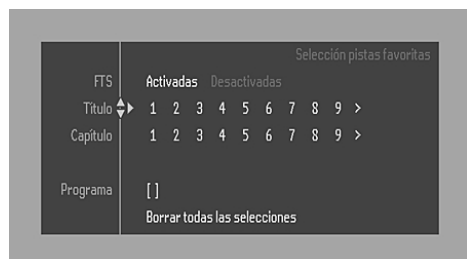 Selección pistas favoritas
FTS Activadas Desactivadas
Título 1 2 3 4 5 6 7 8 9 >
Capítulo 1 2 3 4 5 6 7 8 9 >
Programa [ ]
Borrar todas las selecciones